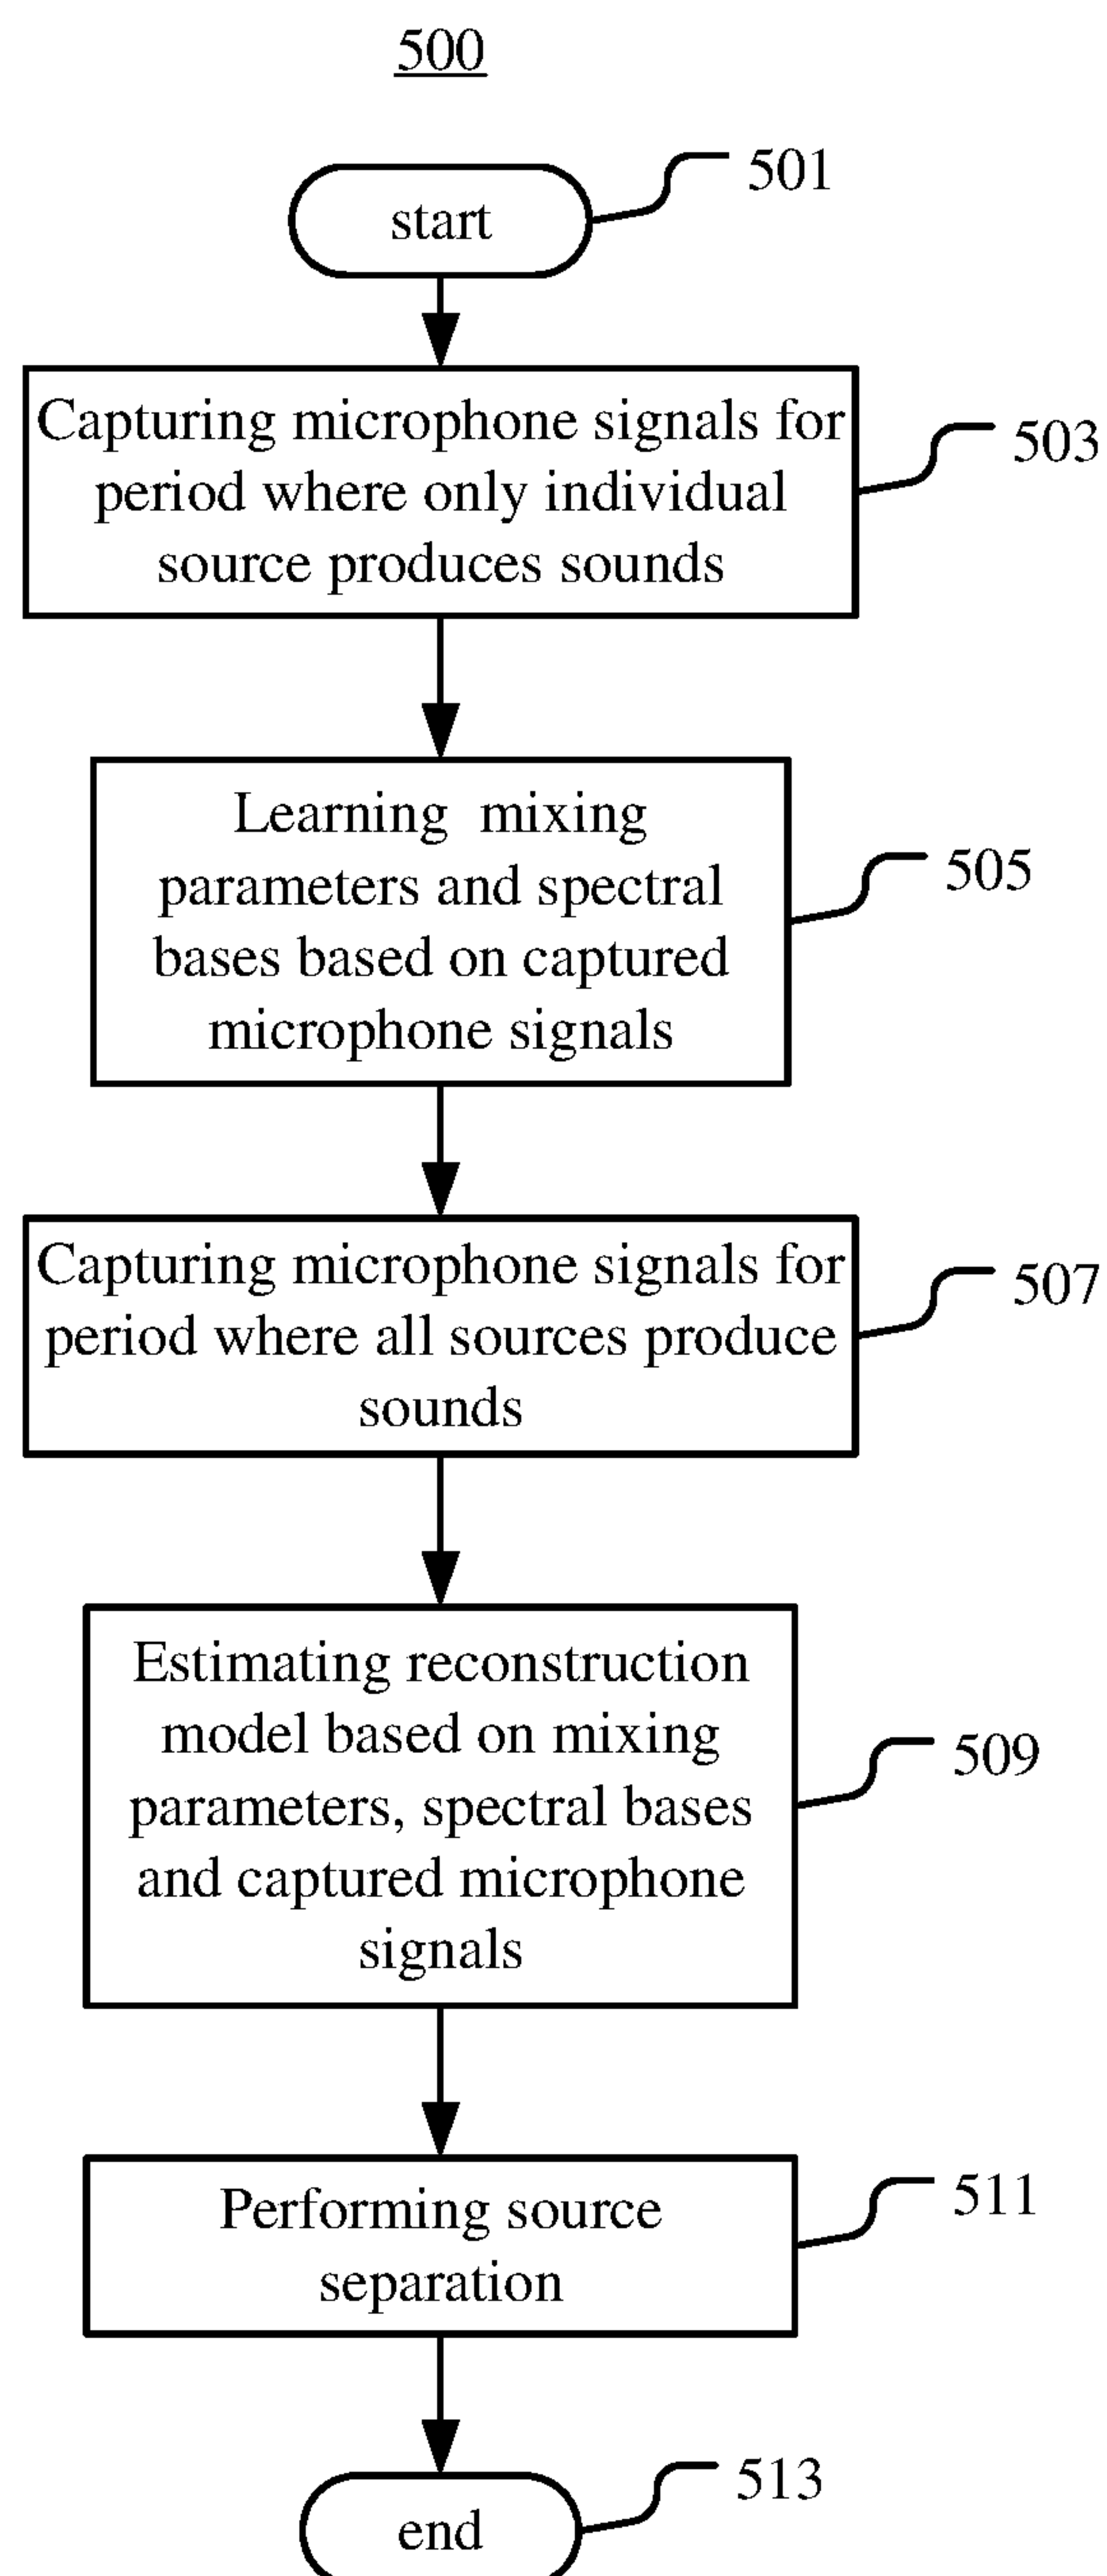 500
start
501
Capturing microphone signals for
period where only individual
source produces sounds
503
Learning mixing
parameters and spectral
bases based on captured
microphone signals
505
Capturing microphone signals for
period where all sources produce
sounds
507
Estimating reconstruction
model based on mixing
parameters, spectral bases
and captured microphone
signals
509
Performing source
separation
511
end
513